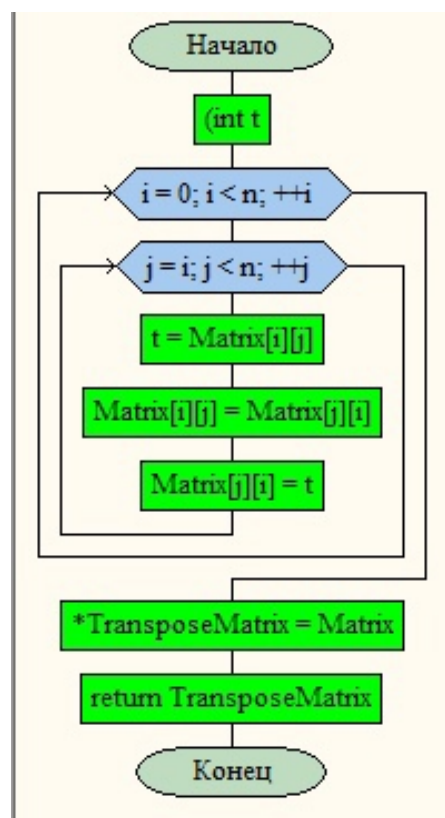 Начало
(int t
i = 0; i < n; ++i
j = i; j < n; ++j
t = Matrix[i][j]
Matrix[i][j] = Matrix[j][i]
Matrix[j][i] = t
*TransposeMatrix = Matrix
return TransposeMatrix
Конец